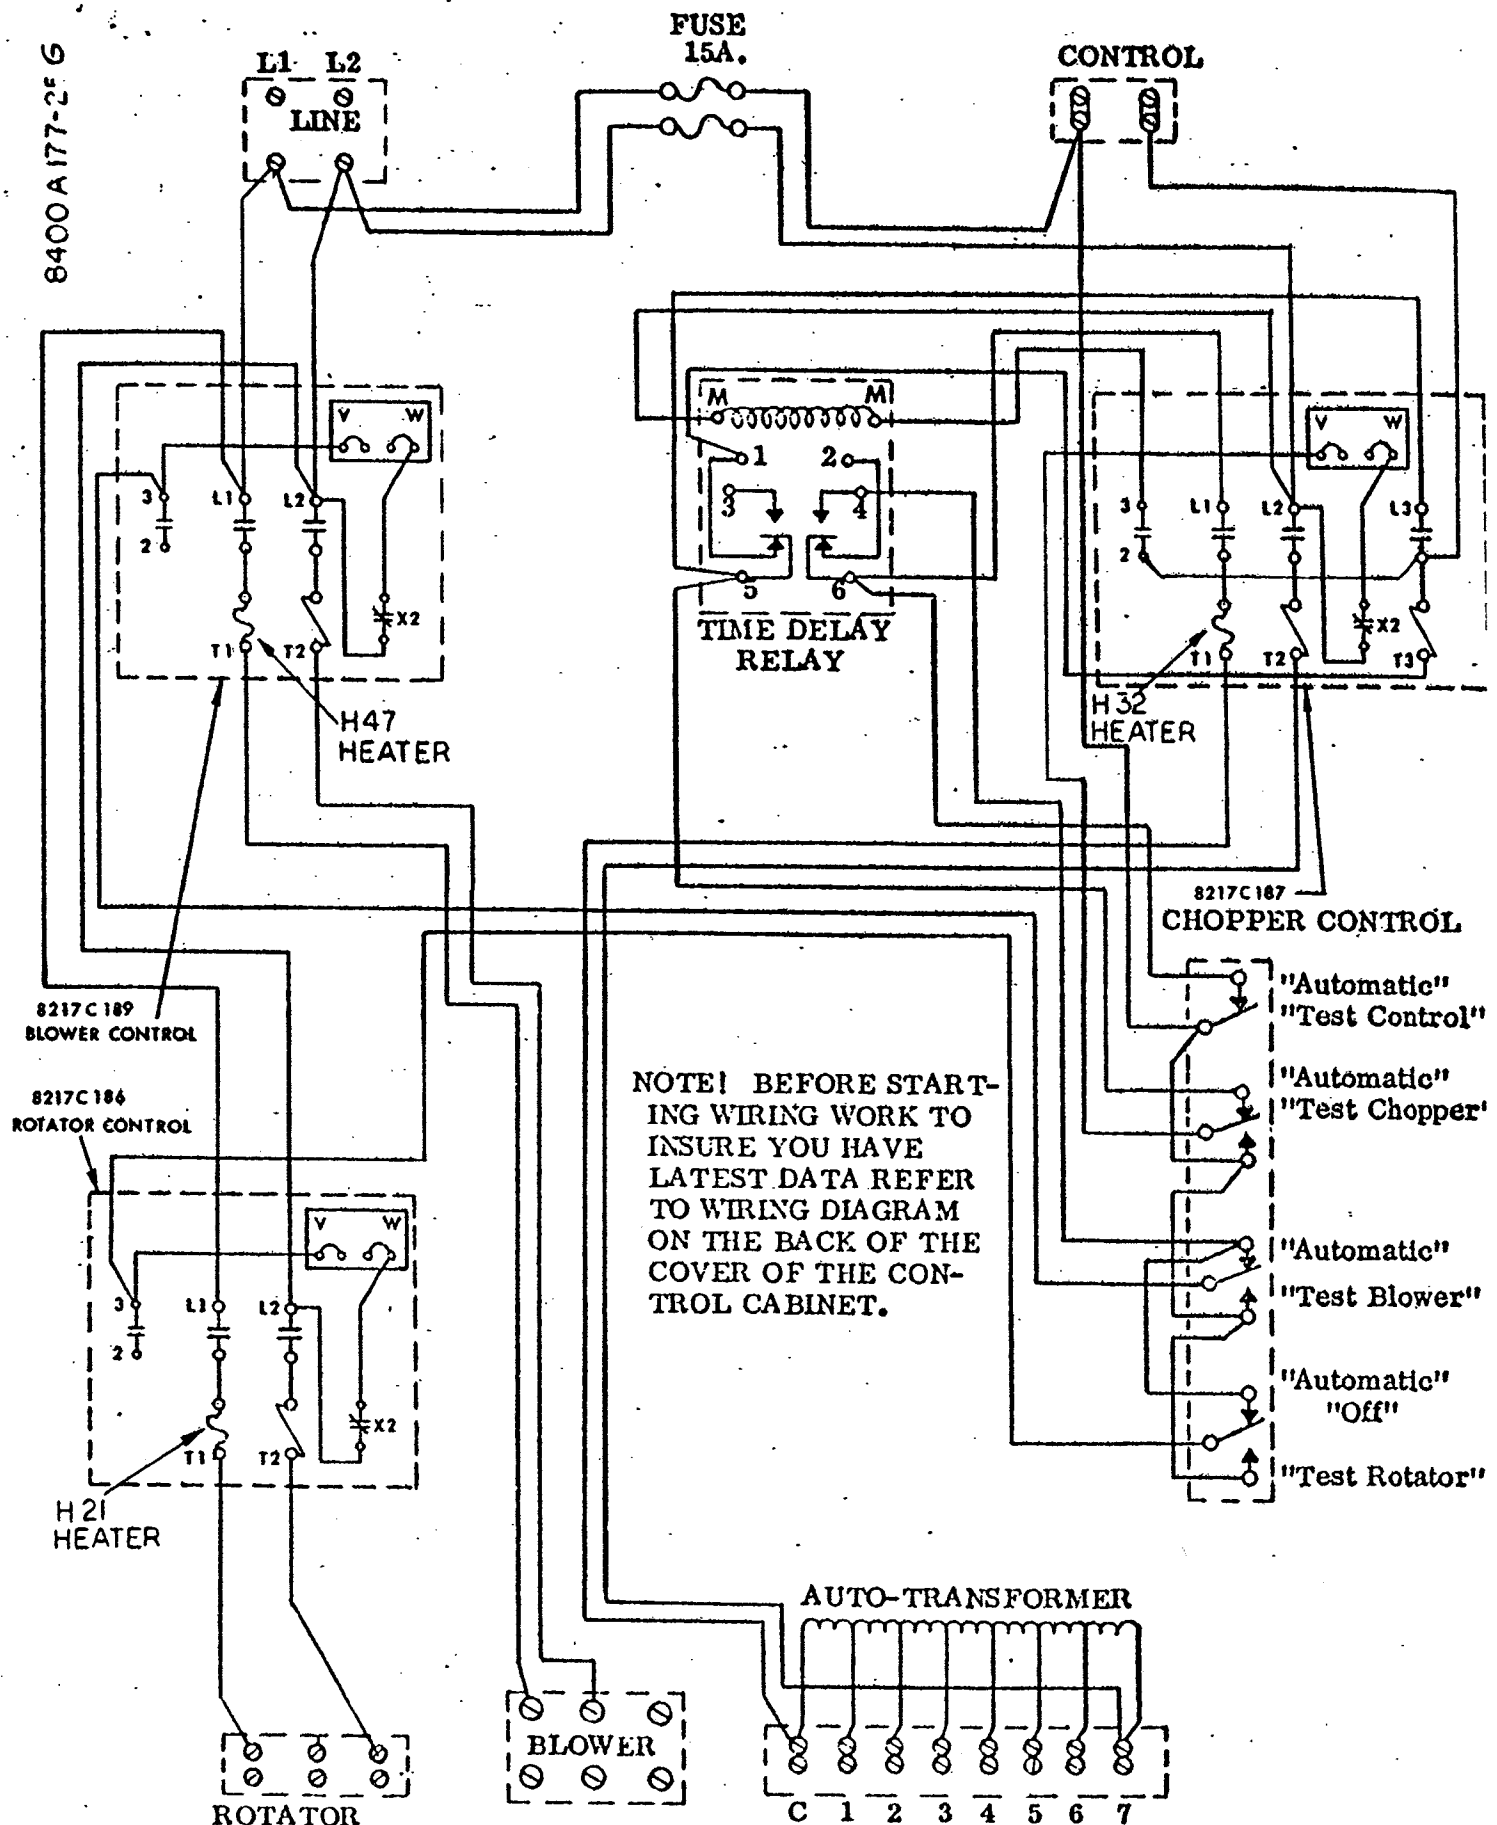 8400A177-2F G
FUSE
15A.
CONTROL
L1 L2
LINE
V W
3 L1 L2
2
X2
T1 T2
H47
HEATER
M M
1 2
3 4
5 6
TIME DELAY
RELAY
V W
3 L1 L2 L3
2
X2
T1 T2 T3
H 32
HEATER
8217C187
CHOPPER CONTROL
8217C189
BLOWER CONTROL
8217C186
ROTATOR CONTROL
V W
3 L1 L2
2
X2
T1 T2
H 21
HEATER
NOTE! BEFORE START-
ING WIRING WORK TO
INSURE YOU HAVE
LATEST DATA REFER
TO WIRING DIAGRAM
ON THE BACK OF THE
COVER OF THE CON-
TROL CABINET.
"Automatic"
"Test Control"
"Automatic"
"Test Chopper'
"Automatic"
"Test Blower"
"Automatic"
"Off"
"Test Rotator"
AUTO-TRANSFORMER
BLOWER
ROTATOR
C 1 2 3 4 5 6 7